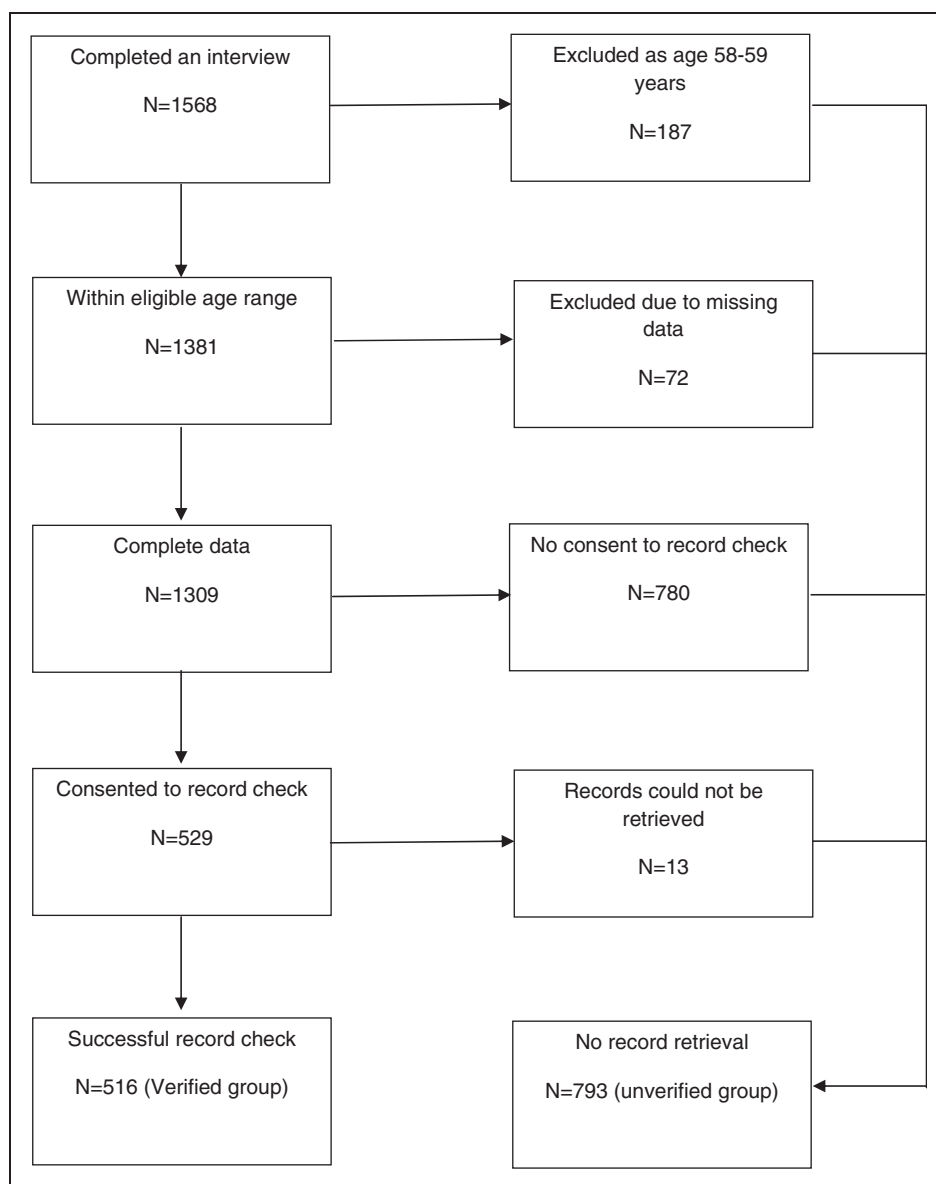 Completed an interview
N=1568
Excluded as age 58-59
years
N=187
Within eligible age range
N=1381
Excluded due to missing
data
N=72
Complete data
N=1309
No consent to record check
N=780
Consented to record check
N=529
Records could not be
retrieved
N=13
Successful record check
N=516 (Verified group)
No record retrieval
N=793 (unverified group)